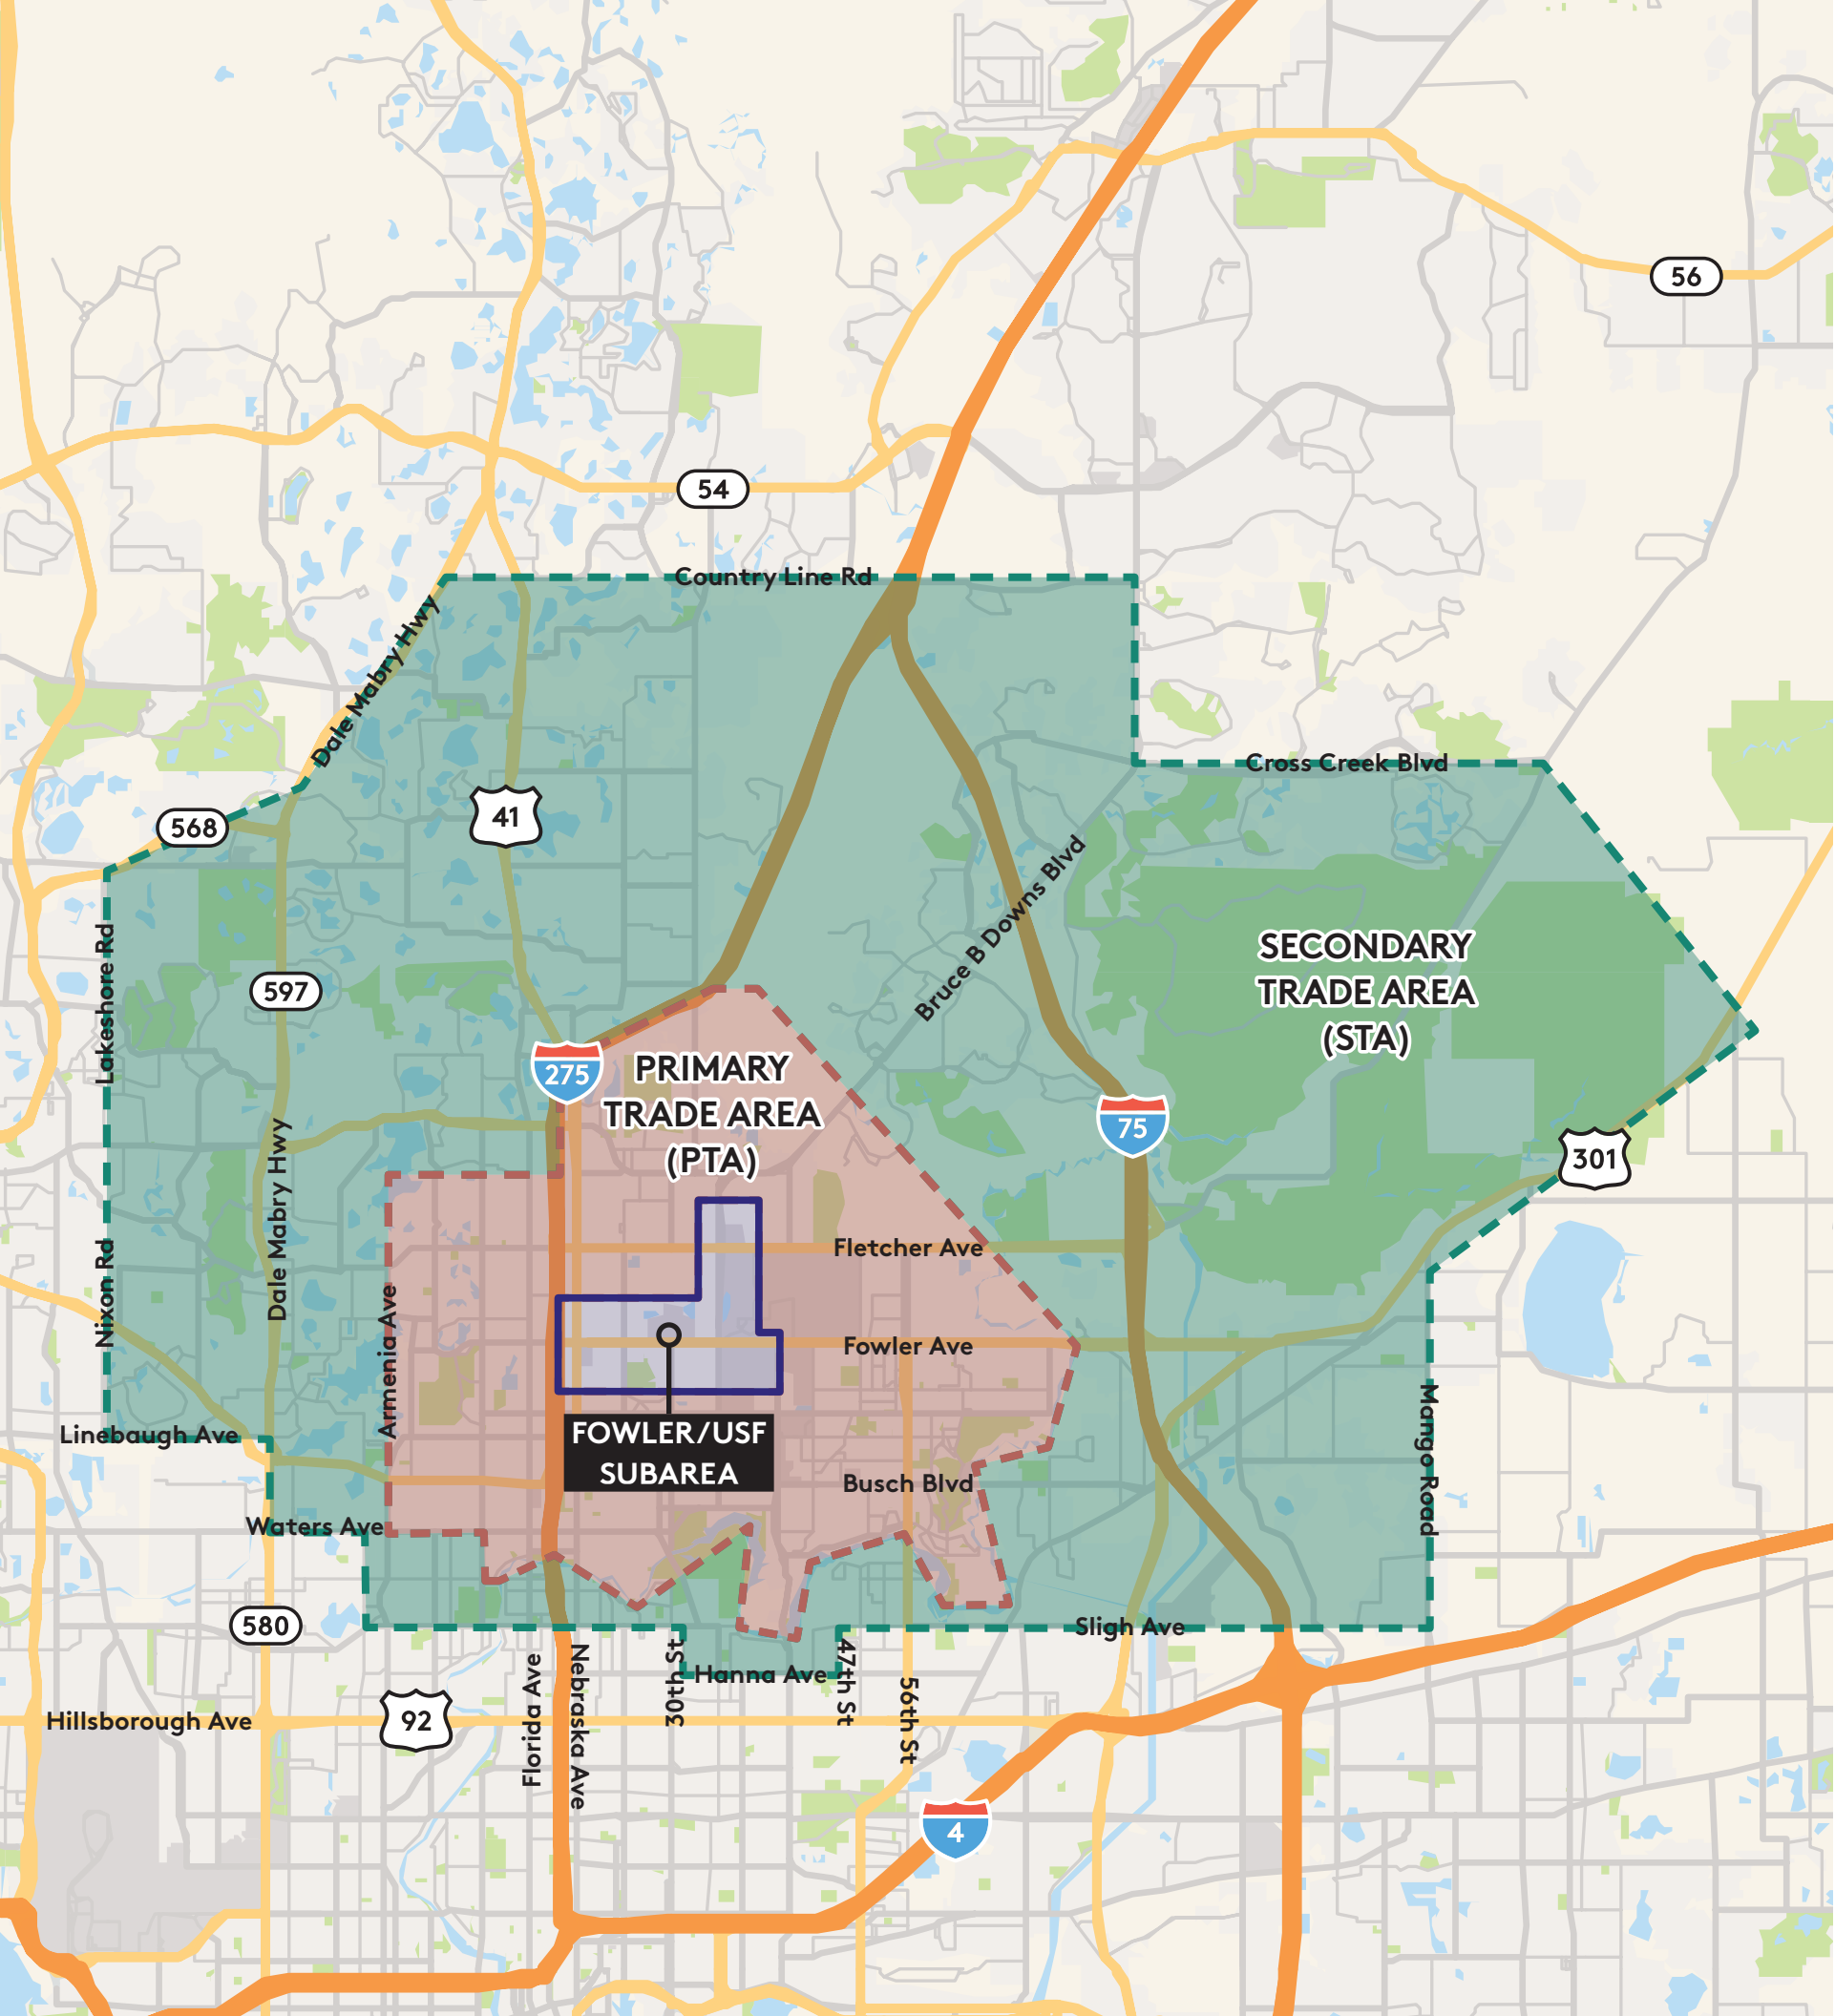 56
54
Country Line Rd
Dale Mabry Hwy
Cross Creek Blvd
568
41
Bruce B Downs Blvd
SECONDARY
TRADE AREA
(STA)
Lakeshore Rd
597
275
PRIMARY
TRADE AREA
(PTA)
75
301
Dale Mabry Hwy
Nixon Rd
Fletcher Ave
Armenia Ave
Fowler Ave
Linebaugh Ave
FOWLER/USF
SUBAREA
Busch Blvd
Mango Road
Waters Ave
580
Sligh Ave
Hanna Ave
Florida Ave
Nebraska Ave
30th St
47th St
56th St
Hillsborough Ave
92
4